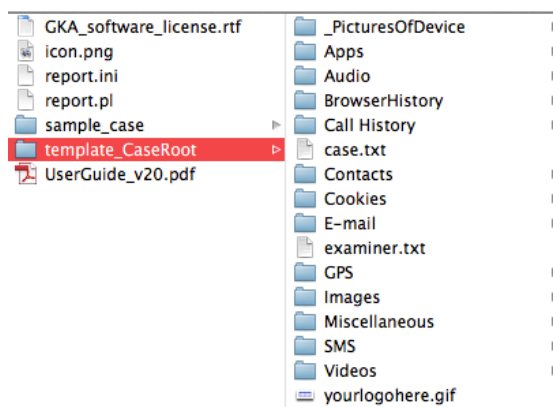 GKA_software_license.rtf
icon.png
report.ini
report.pl
sample_case
template_CaseRoot
UserGuide_v20.pdf
_PicturesOfDevice
Apps
Audio
BrowserHistory
Call History
case.txt
Contacts
Cookies
E-mail
examiner.txt
GPS
Images
Miscellaneous
SMS
Videos
yourlogohere.gif